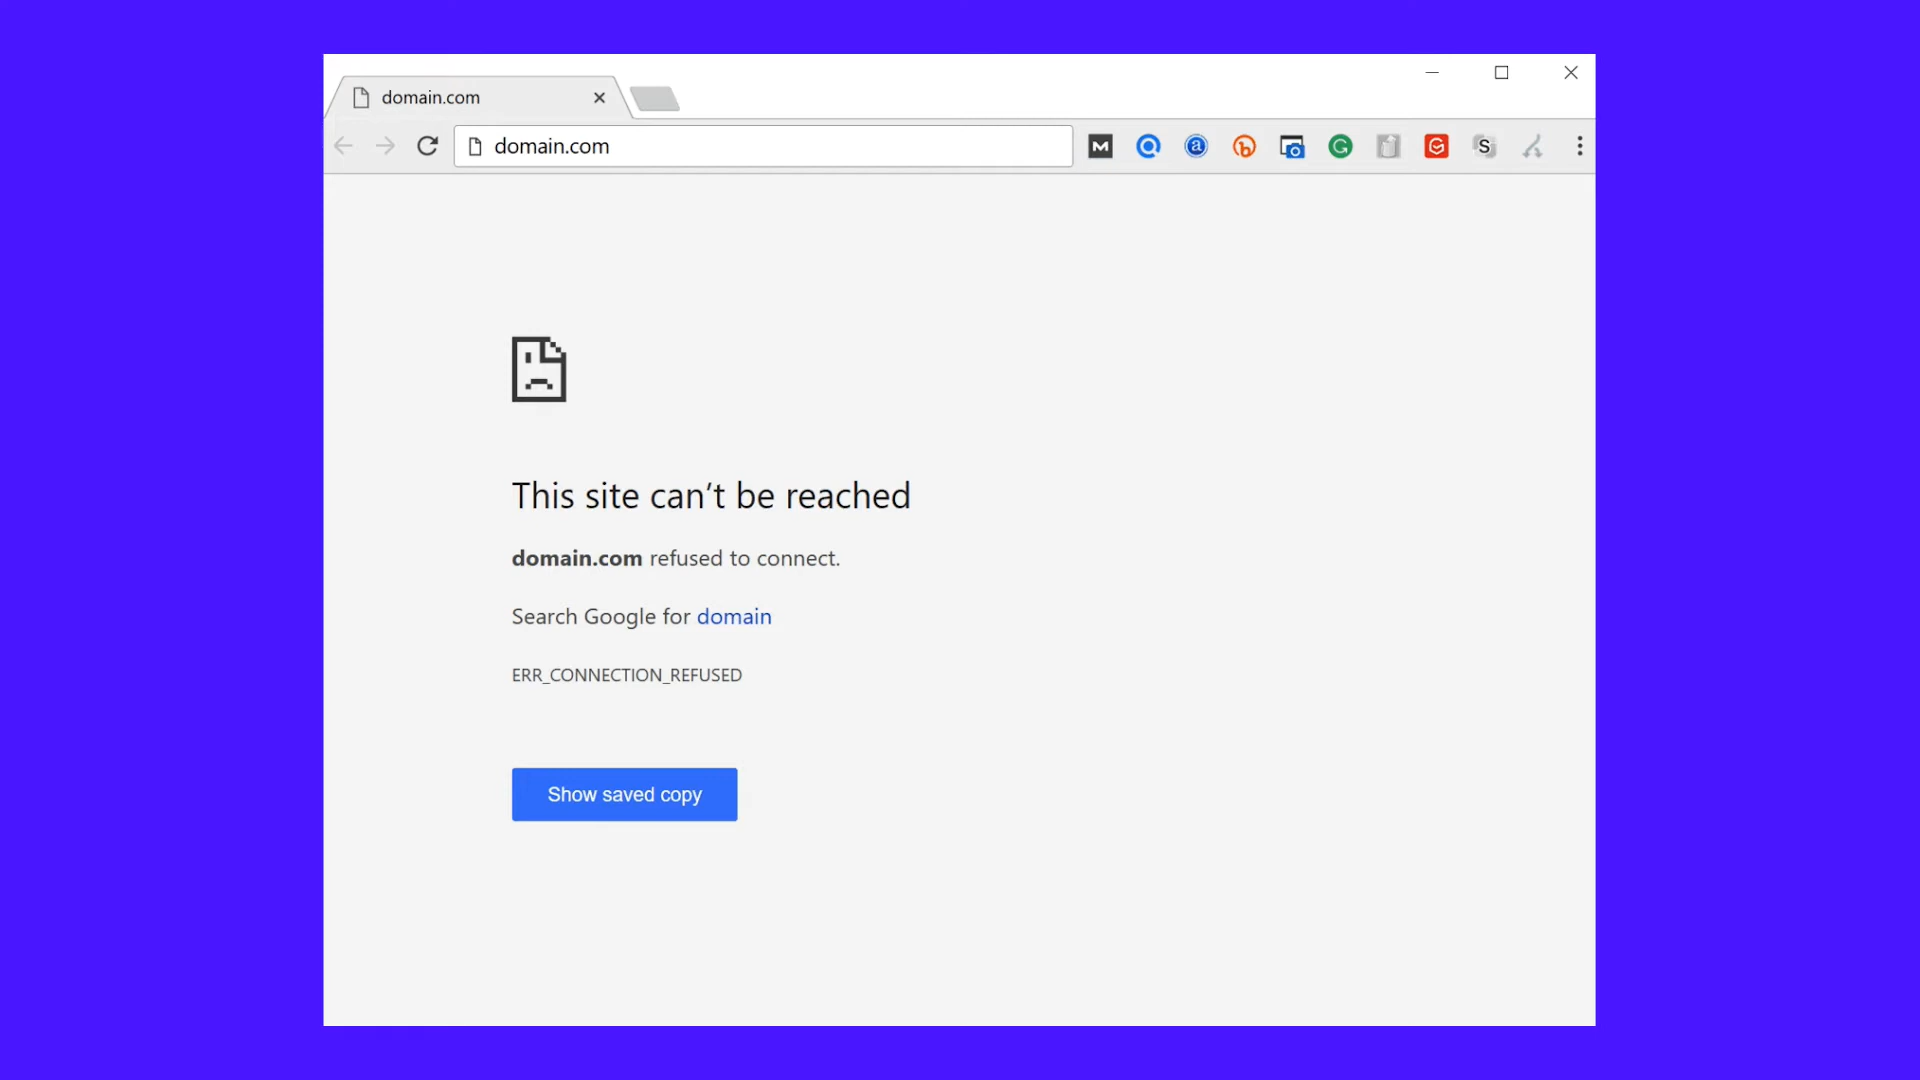 domain.com
domain.com
This site can’t be reached
domain.com refused to connect.
Search Google for domain
ERR_CONNECTION_REFUSED
Show saved copy